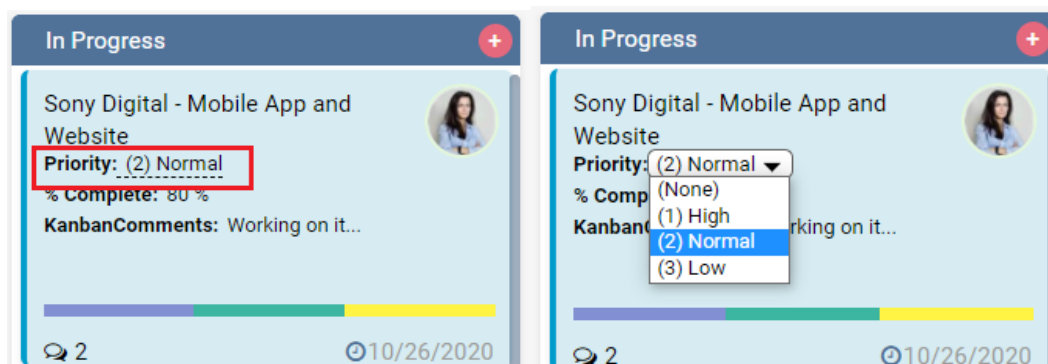 In Progress
+
Sony Digital - Mobile App and
Website
Priority: (2) Normal
% Complete: 80 %
KanbanComments: Working on it...
2
10/26/2020
In Progress
+
Sony Digital - Mobile App and
Website
Priority: (2) Normal
(None)
(1) High
(2) Normal
(3) Low
% Comp
Kanban rking on it...
2
10/26/2020